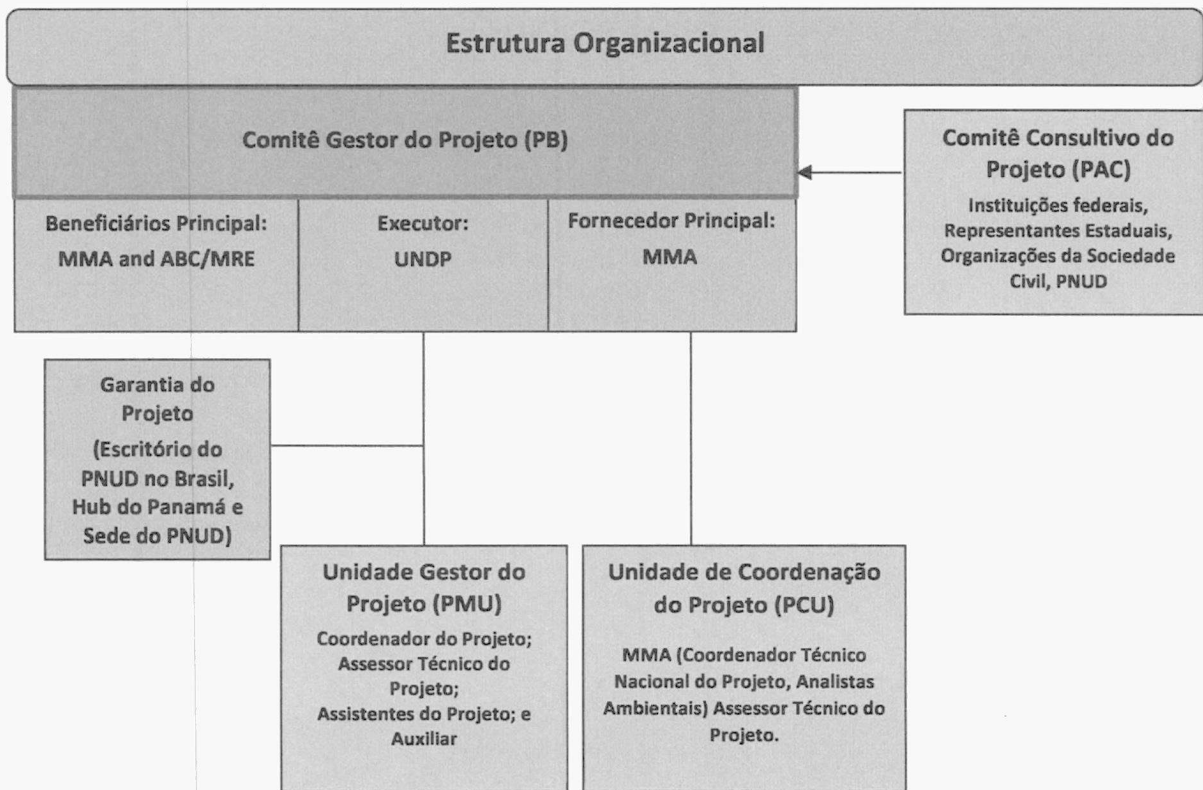 Estrutura Organizacional
Comitê Gestor do Projeto (PB)
Comitê Consultivo do
Projeto (PAC)
Instituições federais,
Representantes Estaduais,
Organizações da Sociedade
Civil, PNUD
Beneficiários Principal:
MMA and ABC/MRE
Executor:
UNDP
Fornecedor Principal:
MMA
Garantia do
Projeto
(Escritório do
PNUD no Brasil,
Hub do Panamá e
Sede do PNUD)
Unidade Gestor do
Projeto (PMU)
Coordenador do Projeto;
Assessor Técnico do
Projeto;
Assistentes do Projeto; e
Auxiliar
Unidade de Coordenação
do Projeto (PCU)
MMA (Coordenador Técnico
Nacional do Projeto, Analistas
Ambientais) Assessor Técnico do
Projeto.